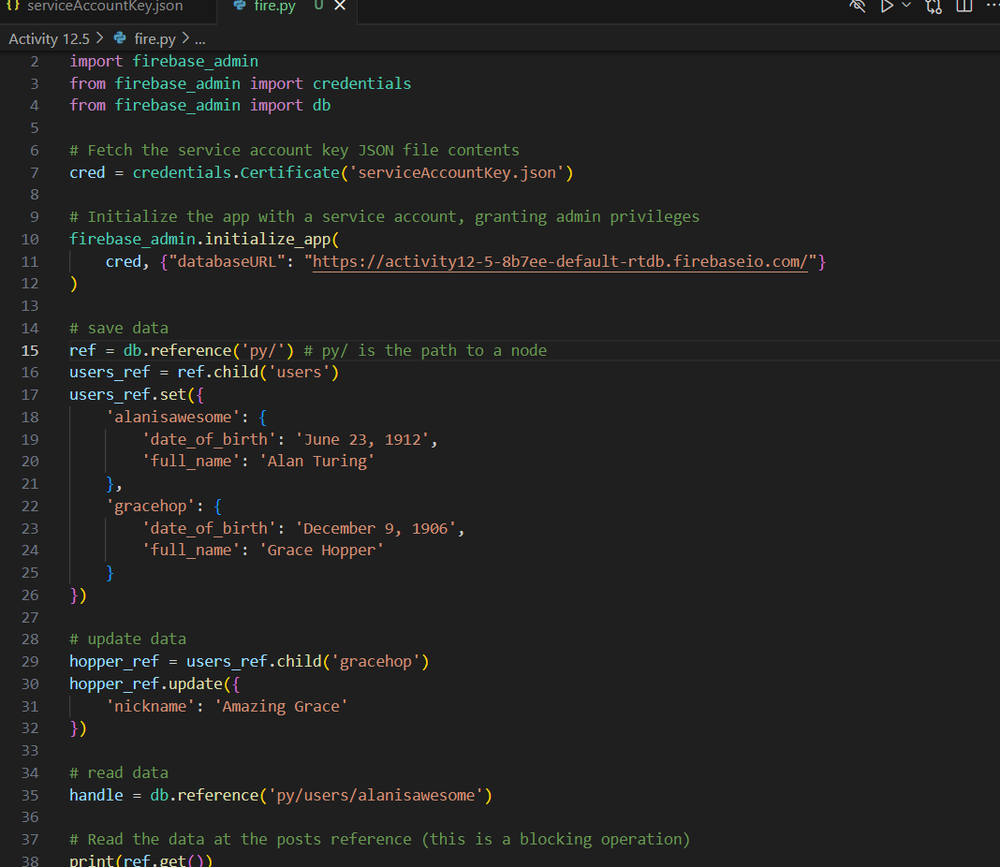 {} serviceAccountKey.json fire.py U
Activity 12.5 > fire.py > ...
2 import firebase_admin
3 from firebase_admin import credentials
4 from firebase_admin import db
5
6 # Fetch the service account key JSON file contents
7 cred = credentials.Certificate('serviceAccountKey.json')
8
9 # Initialize the app with a service account, granting admin privileges
10 firebase_admin.initialize_app(
11     cred, {"databaseURL": "https://activity12-5-8b7ee-default-rtdb.firebaseio.com/"}
12 )
13
14 # save data
15 ref = db.reference('py/') # py/ is the path to a node
16 users_ref = ref.child('users')
17 users_ref.set({
18     'alanisawesome': {
19         'date_of_birth': 'June 23, 1912',
20         'full_name': 'Alan Turing'
21     },
22     'gracehop': {
23         'date_of_birth': 'December 9, 1906',
24         'full_name': 'Grace Hopper'
25     }
26 })
27
28 # update data
29 hopper_ref = users_ref.child('gracehop')
30 hopper_ref.update({
31     'nickname': 'Amazing Grace'
32 })
33
34 # read data
35 handle = db.reference('py/users/alanisawesome')
36
37 # Read the data at the posts reference (this is a blocking operation)
38 print(ref.get())